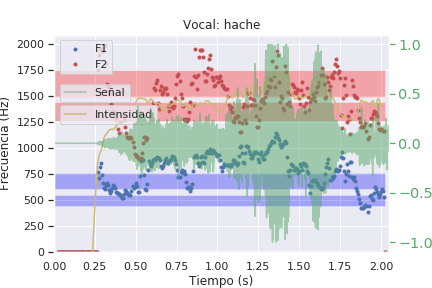 Vocal: hache
F1
F2
Señal
Intensidad
Frecuencia (Hz)
2000
1750
1500
1250
1000
750
500
250
0
1.0
0.5
0.0
−0.5
−1.0
0.00 0.25 0.50 0.75 1.00 1.25 1.50 1.75 2.00
Tiempo (s)